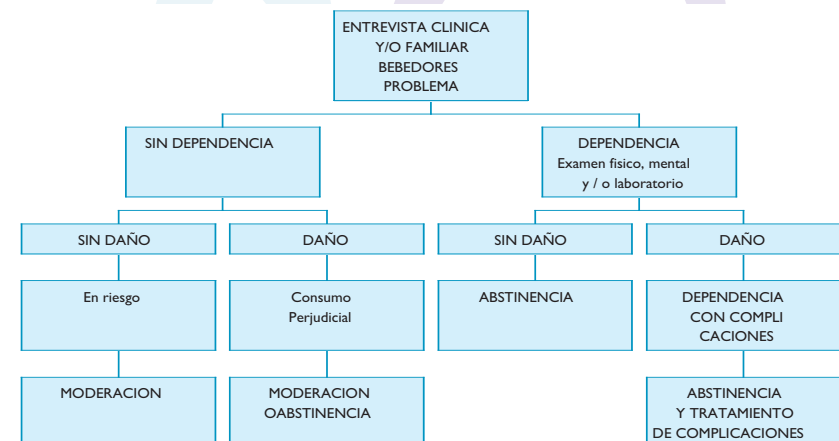 ENTREVISTA CLINICA
Y/O FAMILIAR
BEBEDORES
PROBLEMA
SIN DEPENDENCIA
DEPENDENCIA
Examen fisico, mental
y / o laboratorio
SIN DAÑO
DAÑO
SIN DAÑO
DAÑO
En riesgo
Consumo
Perjudicial
ABSTINENCIA
DEPENDENCIA
CON COMPLI
CACIONES
MODERACION
MODERACION
OABSTINENCIA
ABSTINENCIA
Y TRATAMIENTO
DE COMPLICACIONES